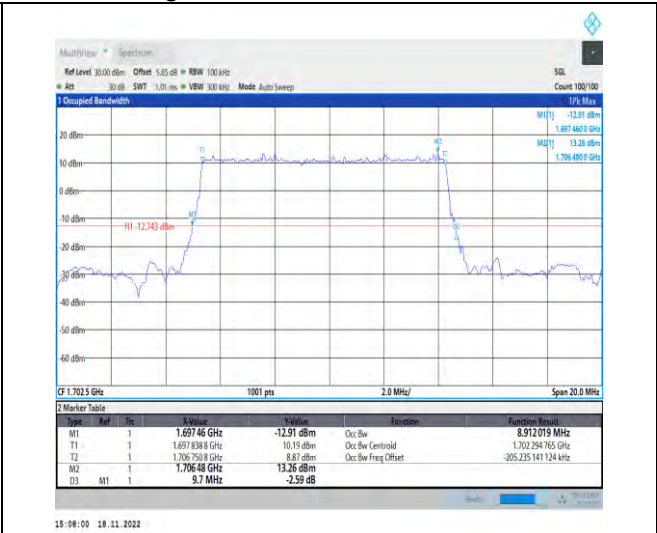 MultiView Spectrum
Ref Level 30.00 dBm Offset 5.85 dB RBW 100 kHz SGL
Att 30 dB SWT 1.01 ms VBW 300 kHz Mode Auto Sweep Count 100/100
1 Occupied Bandwidth 1Pk Max
M1[1] -12.91 dBm
1.697 4600 GHz
20 dBm M2[1] 13.26 dBm
1.706 4800 GHz
M2
T1 T2
10 dBm
0 dBm
M1
-10 dBm
H1 -12.743 dBm
-20 dBm
-30 dBm
-40 dBm
-50 dBm
-60 dBm
CF 1.702 5 GHz 1001 pts 2.0 MHz/ Span 20.0 MHz
2 Marker Table
Type Ref Trc X-Value Y-Value Function Function Result
M1 1 1.697 46 GHz -12.91 dBm Occ Bw 8.912 019 MHz
T1 1 1.697 838 8 GHz 10.19 dBm Occ Bw Centroid 1.702 294 765 GHz
T2 1 1.706 750 8 GHz 8.87 dBm Occ Bw Freq Offset -205.235 141 124 kHz
M2 1 1.706 48 GHz 13.26 dBm
D3 M1 1 9.7 MHz -2.59 dB
15:08:00 18.11.2022